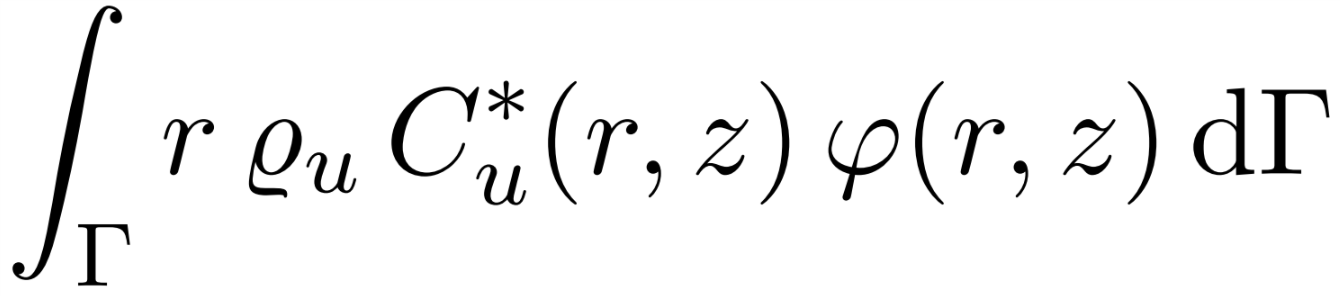 ∫_Γ r ϱ_u C_u^*(r, z) φ(r, z) dΓ